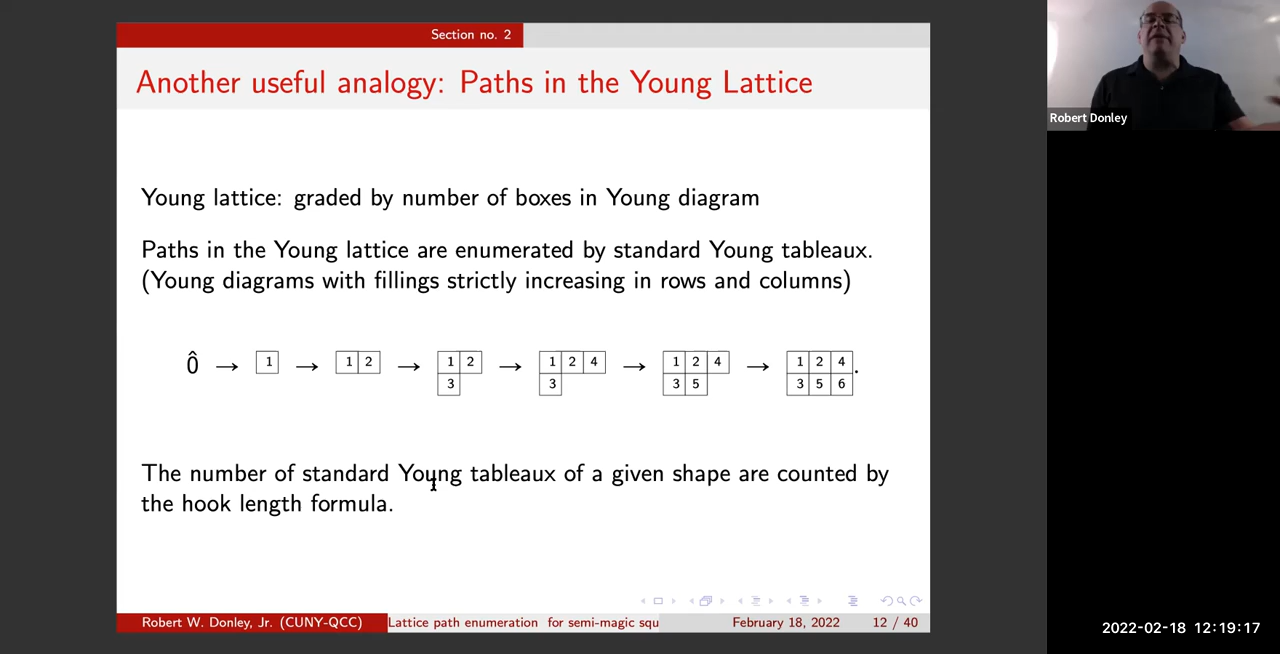 Section no. 2
Another useful analogy: Paths in the Young Lattice
Robert Donley
Young lattice: graded by number of boxes in Young diagram
Paths in the Young lattice are enumerated by standard Young tableaux.
(Young diagrams with fillings strictly increasing in rows and columns)
0̂ → 1 → 1 2 → 1 2 → 1 2 4 → 1 2 4 → 1 2 4
3 3 3 5 3 5 6 .
The number of standard Young tableaux of a given shape are counted by
the hook length formula.
Robert W. Donley, Jr. (CUNY-QCC) Lattice path enumeration for semi-magic squ February 18, 2022 12 / 40
2022-02-18 12:19:17